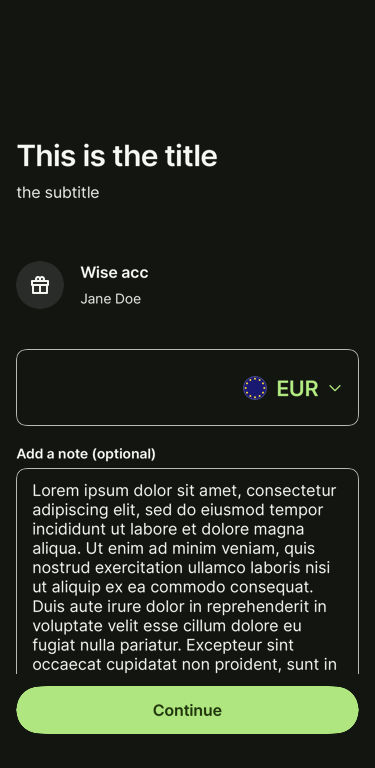 This is the title
the subtitle
Wise acc
Jane Doe
EUR
Add a note (optional)
Lorem ipsum dolor sit amet, consectetur
adipiscing elit, sed do eiusmod tempor
incididunt ut labore et dolore magna
aliqua. Ut enim ad minim veniam, quis
nostrud exercitation ullamco laboris nisi
ut aliquip ex ea commodo consequat.
Duis aute irure dolor in reprehenderit in
voluptate velit esse cillum dolore eu
fugiat nulla pariatur. Excepteur sint
occaecat cupidatat non proident, sunt in
Continue